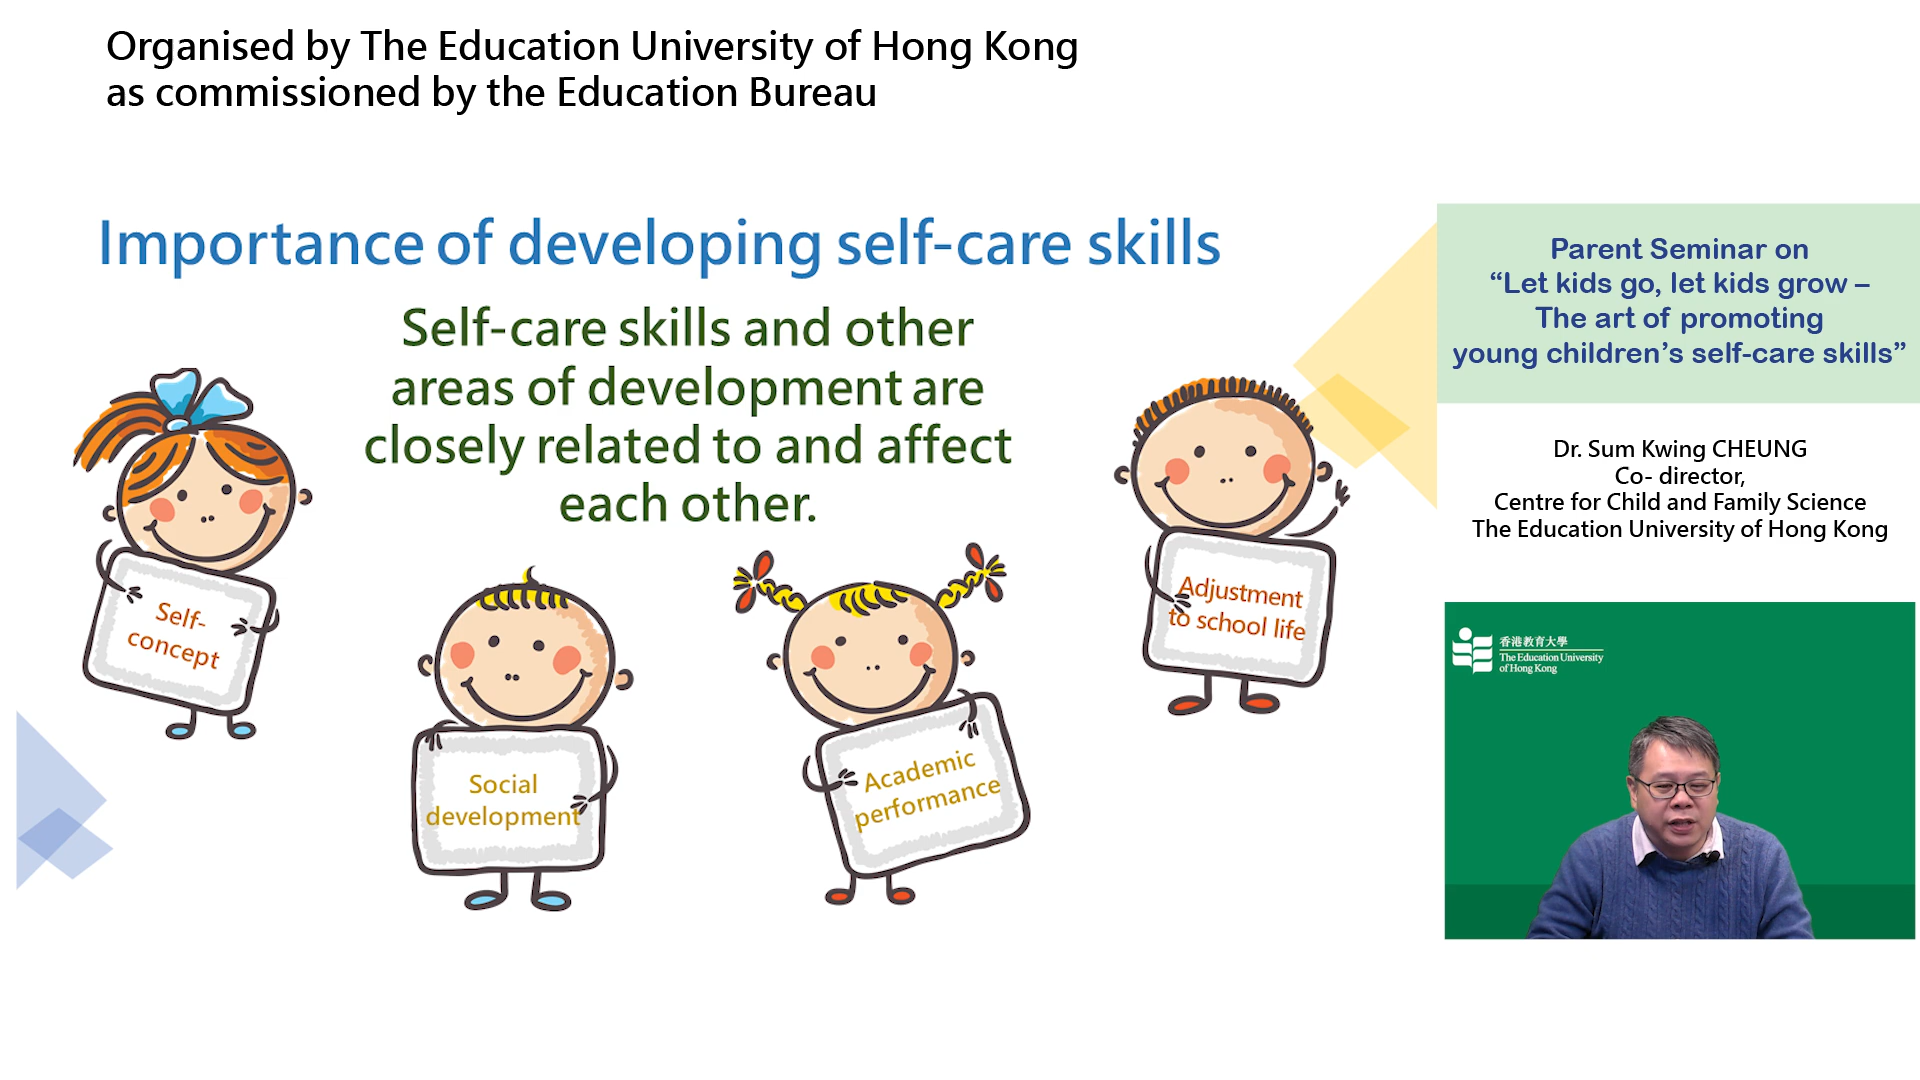 Organised by The Education University of Hong Kong
as commissioned by the Education Bureau
Importance of developing self-care skills
Self-care skills and other
areas of development are
closely related to and affect
each other.
Self-
concept
Social
development
Academic
performance
Adjustment
to school life
Parent Seminar on
“Let kids go, let kids grow –
The art of promoting
young children’s self-care skills”
Dr. Sum Kwing CHEUNG
Co- director,
Centre for Child and Family Science
The Education University of Hong Kong
香港教育大學
The Education University
of Hong Kong